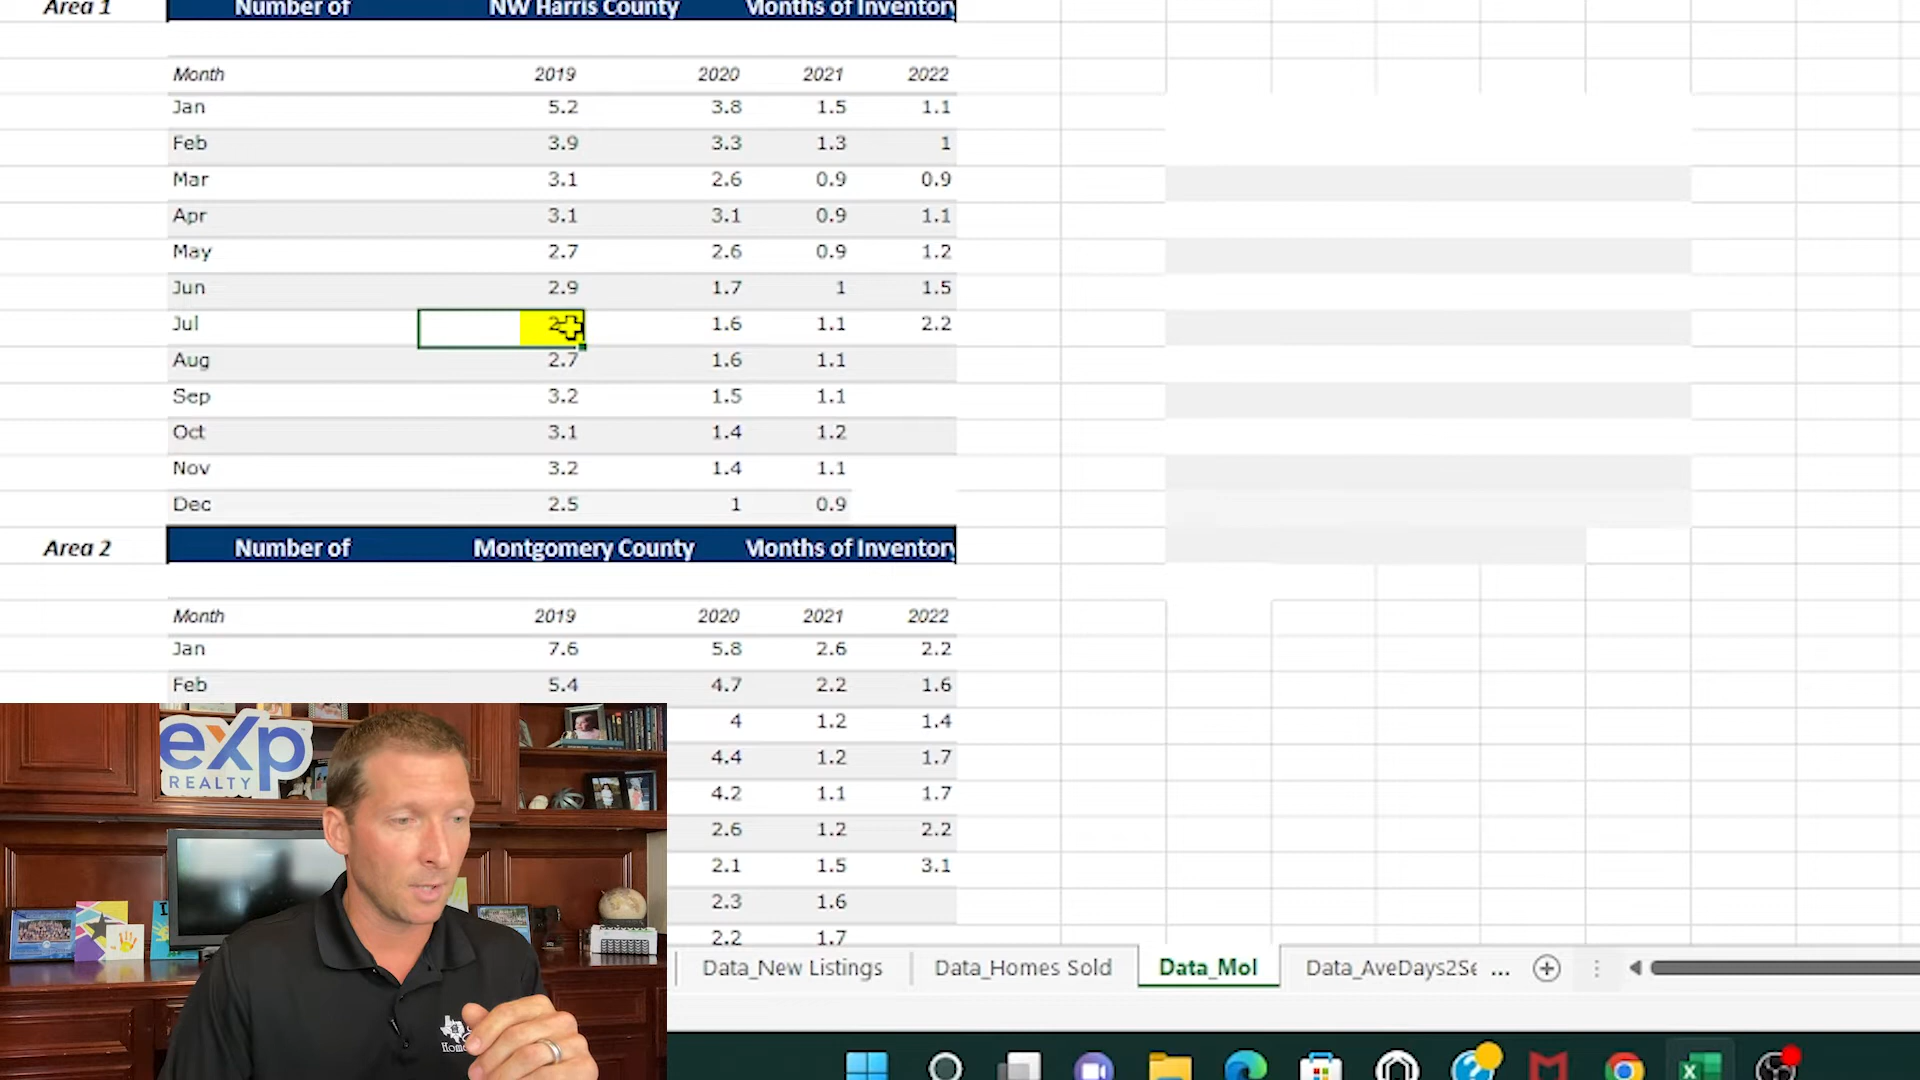 Area 1 Number of NW Harris County Months of Inventory
Month 2019 2020 2021 2022
Jan 5.2 3.8 1.5 1.1
Feb 3.9 3.3 1.3 1
Mar 3.1 2.6 0.9 0.9
Apr 3.1 3.1 0.9 1.1
May 2.7 2.6 0.9 1.2
Jun 2.9 1.7 1 1.5
Jul 1.6 1.1 2.2
Aug 2.7 1.6 1.1
Sep 3.2 1.5 1.1
Oct 3.1 1.4 1.2
Nov 3.2 1.4 1.1
Dec 2.5 1 0.9
Area 2 Number of Montgomery County Months of Inventory
Month 2019 2020 2021 2022
Jan 7.6 5.8 2.6 2.2
Feb 5.4 4.7 2.2 1.6
4 1.2 1.4
4.4 1.2 1.7
4.2 1.1 1.7
2.6 1.2 2.2
2.1 1.5 3.1
2.3 1.6
2.2 1.7
eXp
REALTY
Data_New Listings Data_Homes Sold Data_MoI Data_AveDays2Se ...